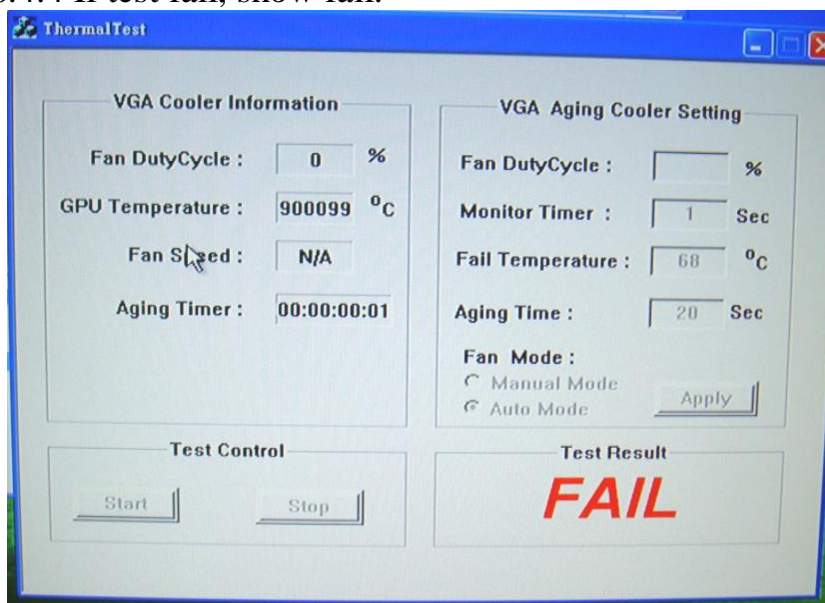 ThermalTest
VGA Cooler Information
Fan DutyCycle : 0 %
GPU Temperature : 900099 °C
Fan Speed : N/A
Aging Timer : 00:00:00:01
VGA Aging Cooler Setting
Fan DutyCycle : %
Monitor Timer : 1 Sec
Fail Temperature : 68 °C
Aging Time : 20 Sec
Fan Mode :
Manual Mode
Auto Mode
Apply
Test Control
Start
Stop
Test Result
FAIL